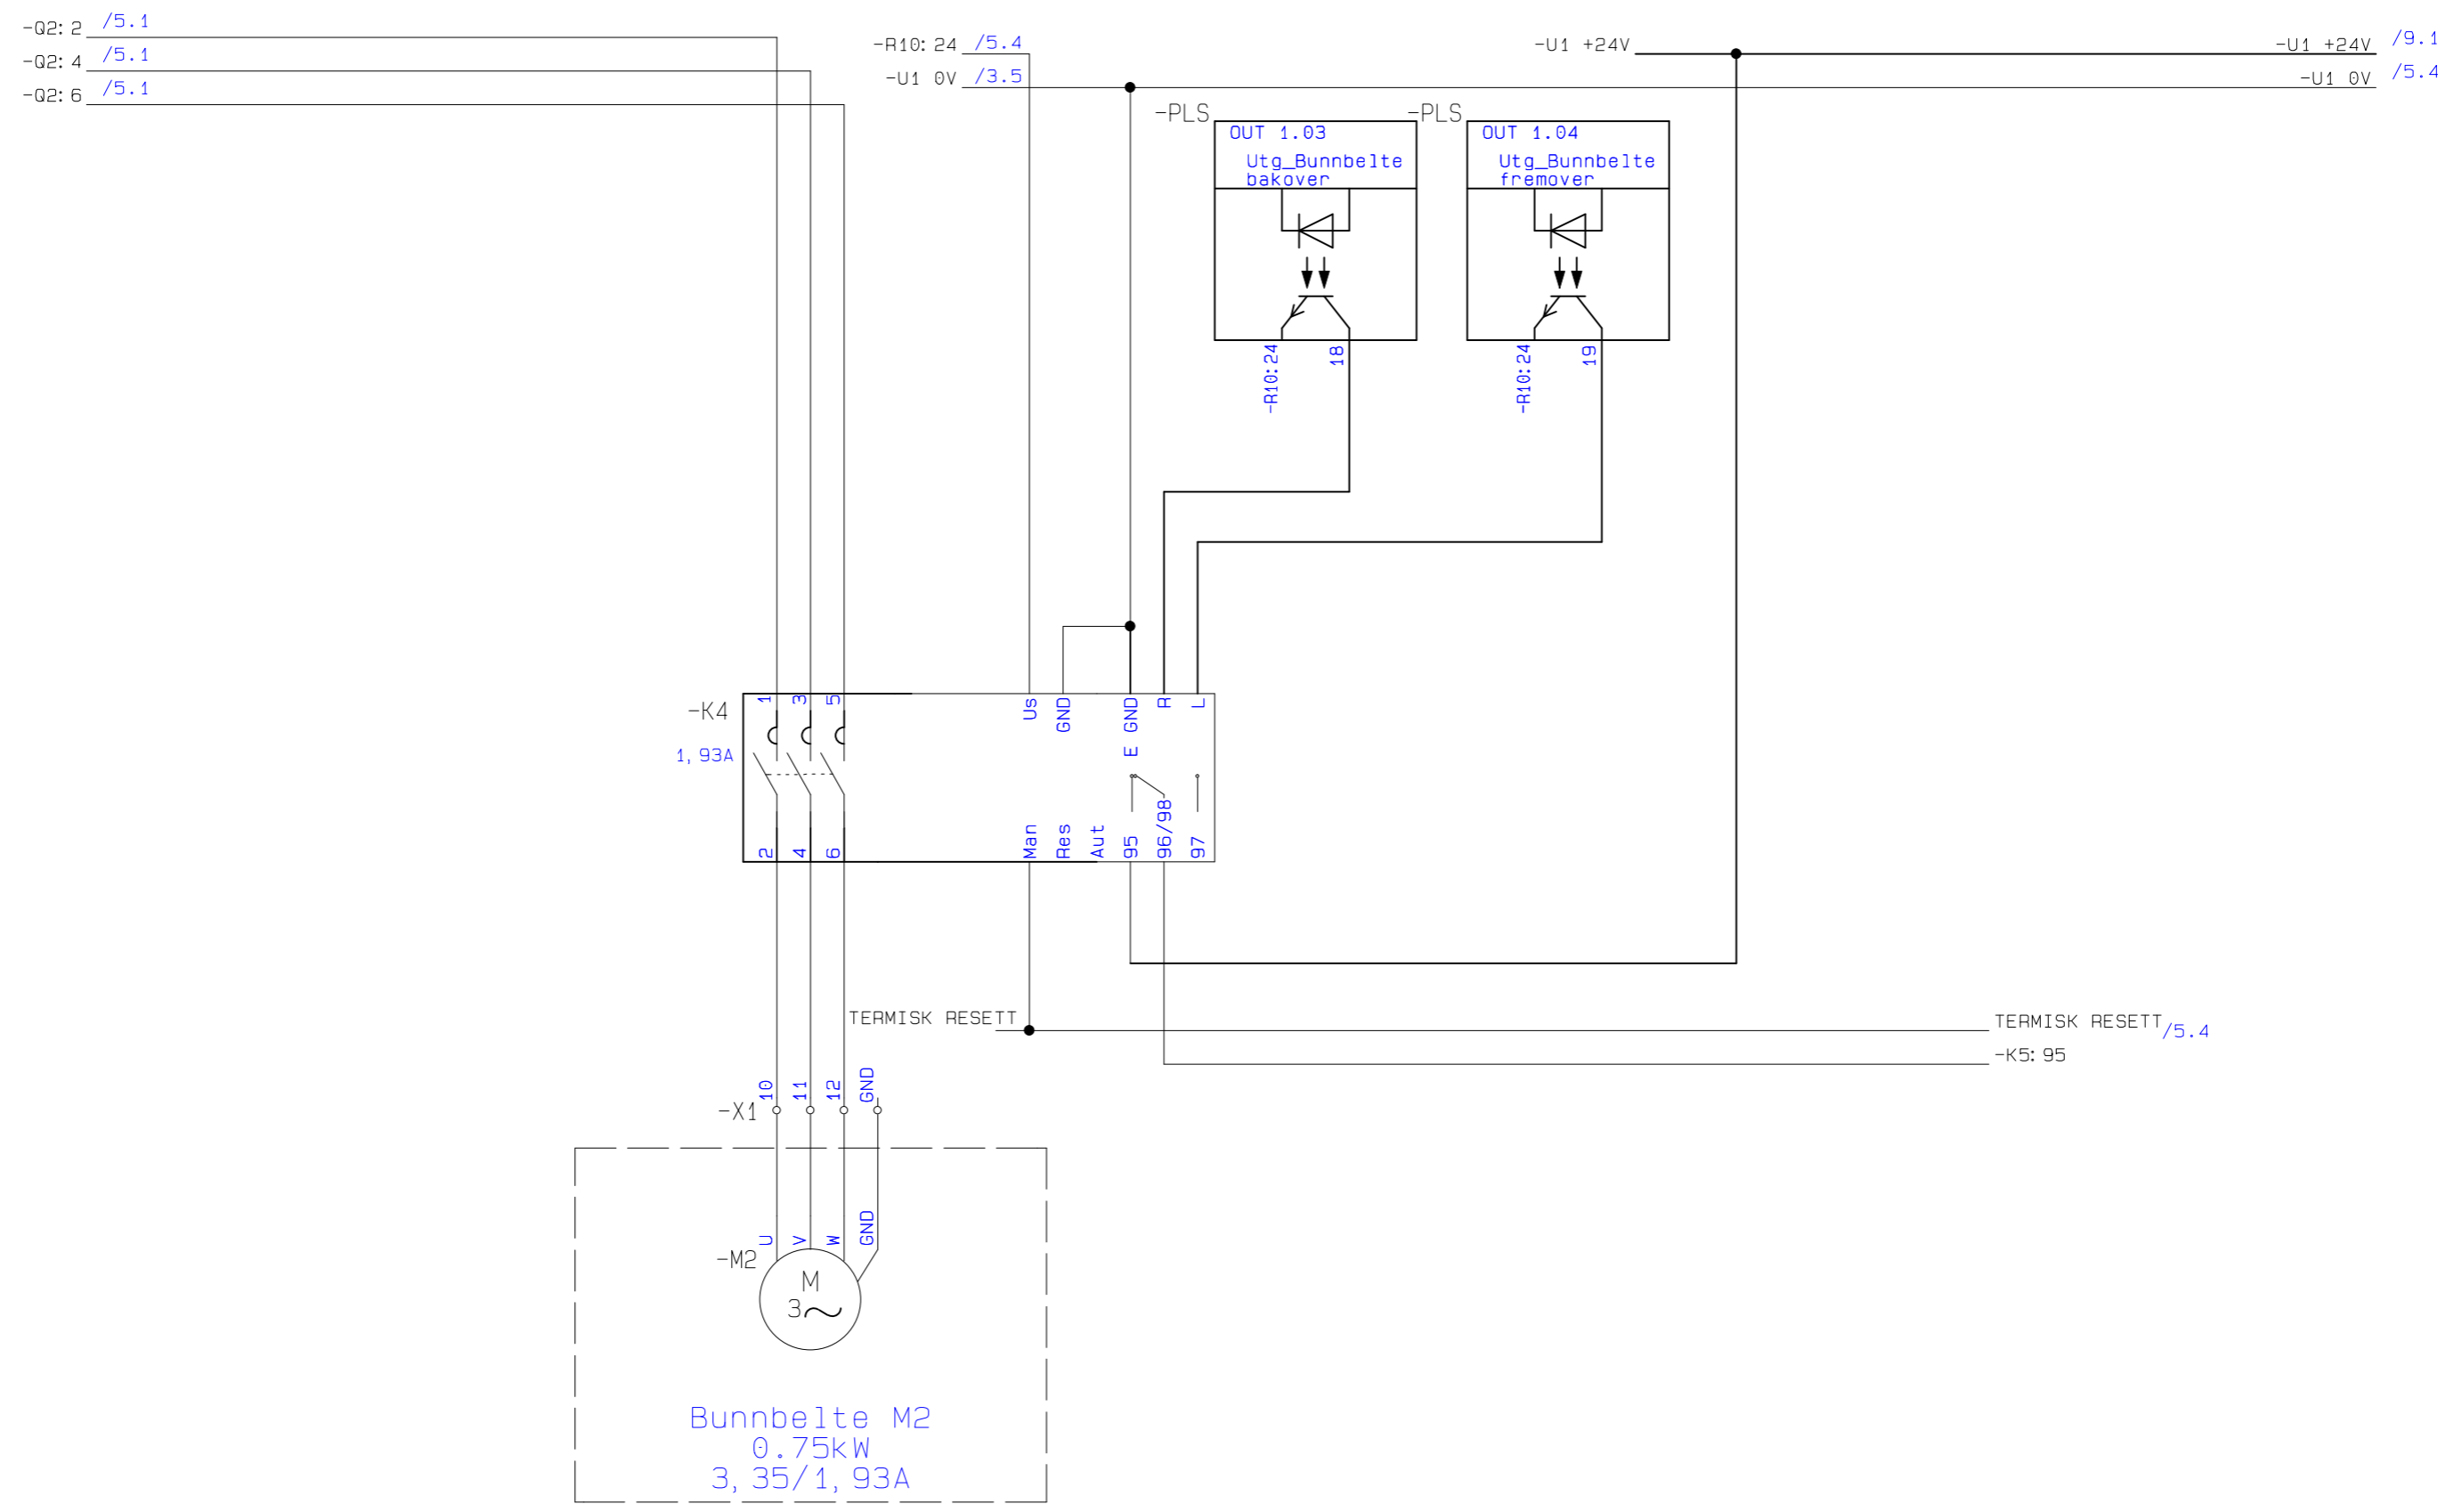 -Q2:2 /5.1
-Q2:4 /5.1
-Q2:6 /5.1
-R10:24 /5.4
-U1 0V /3.5
-U1 +24V
-U1 +24V /9.1
-U1 0V /5.4
-PLS
OUT 1.03
Utg_Bunnbelte
bakover
-R10:24
18
-PLS
OUT 1.04
Utg_Bunnbelte
fremover
-R10:24
19
-K4
1,93A
1
3
5
Us
GND
E GND
R
L
2
4
6
Man
Res
Aut
95
96/98
97
TERMISK RESETT
TERMISK RESETT /5.4
-K5:95
-X1
10
11
12
GND
-M2
U
V
W
GND
M
3~
Bunnbelte M2
0.75kW
3,35/1,93A